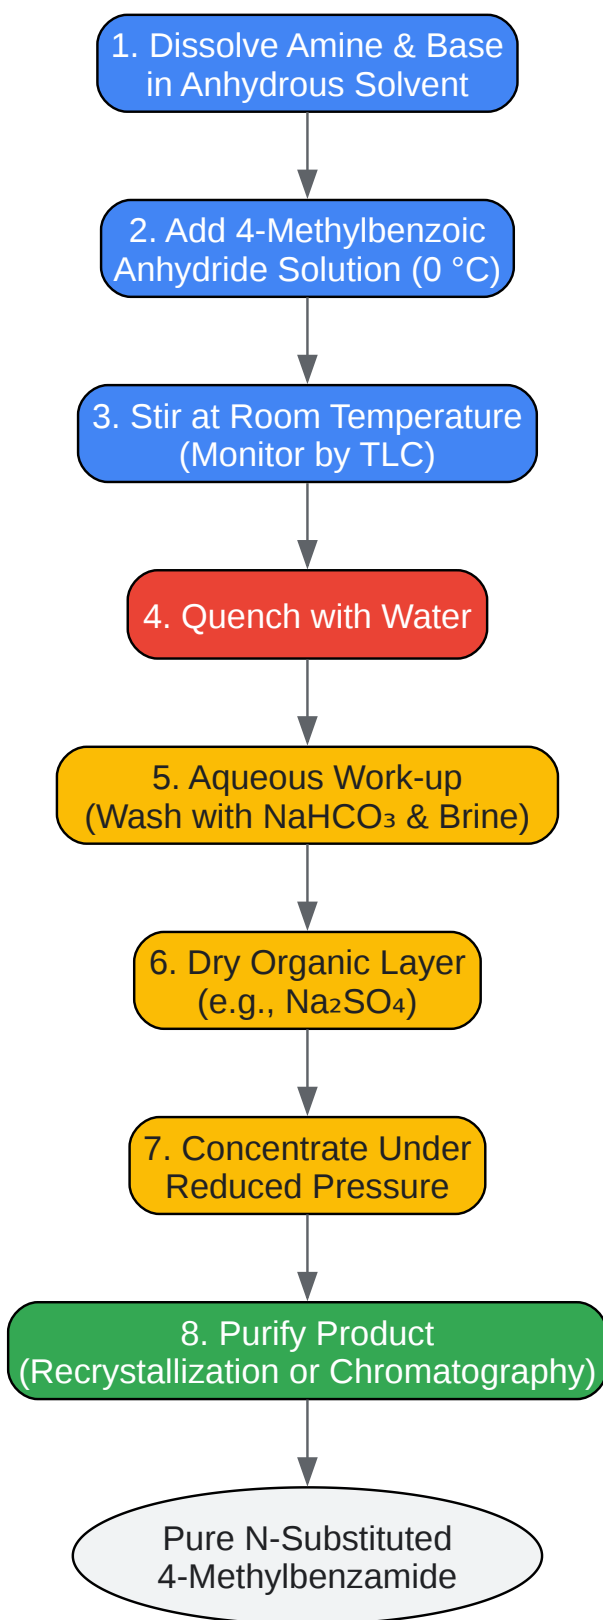 1. Dissolve Amine & Base
in Anhydrous Solvent
2. Add 4-Methylbenzoic
Anhydride Solution (0 °C)
3. Stir at Room Temperature
(Monitor by TLC)
4. Quench with Water
5. Aqueous Work-up
(Wash with NaHCO₃ & Brine)
6. Dry Organic Layer
(e.g., Na₂SO₄)
7. Concentrate Under
Reduced Pressure
8. Purify Product
(Recrystallization or Chromatography)
Pure N-Substituted
4-Methylbenzamide